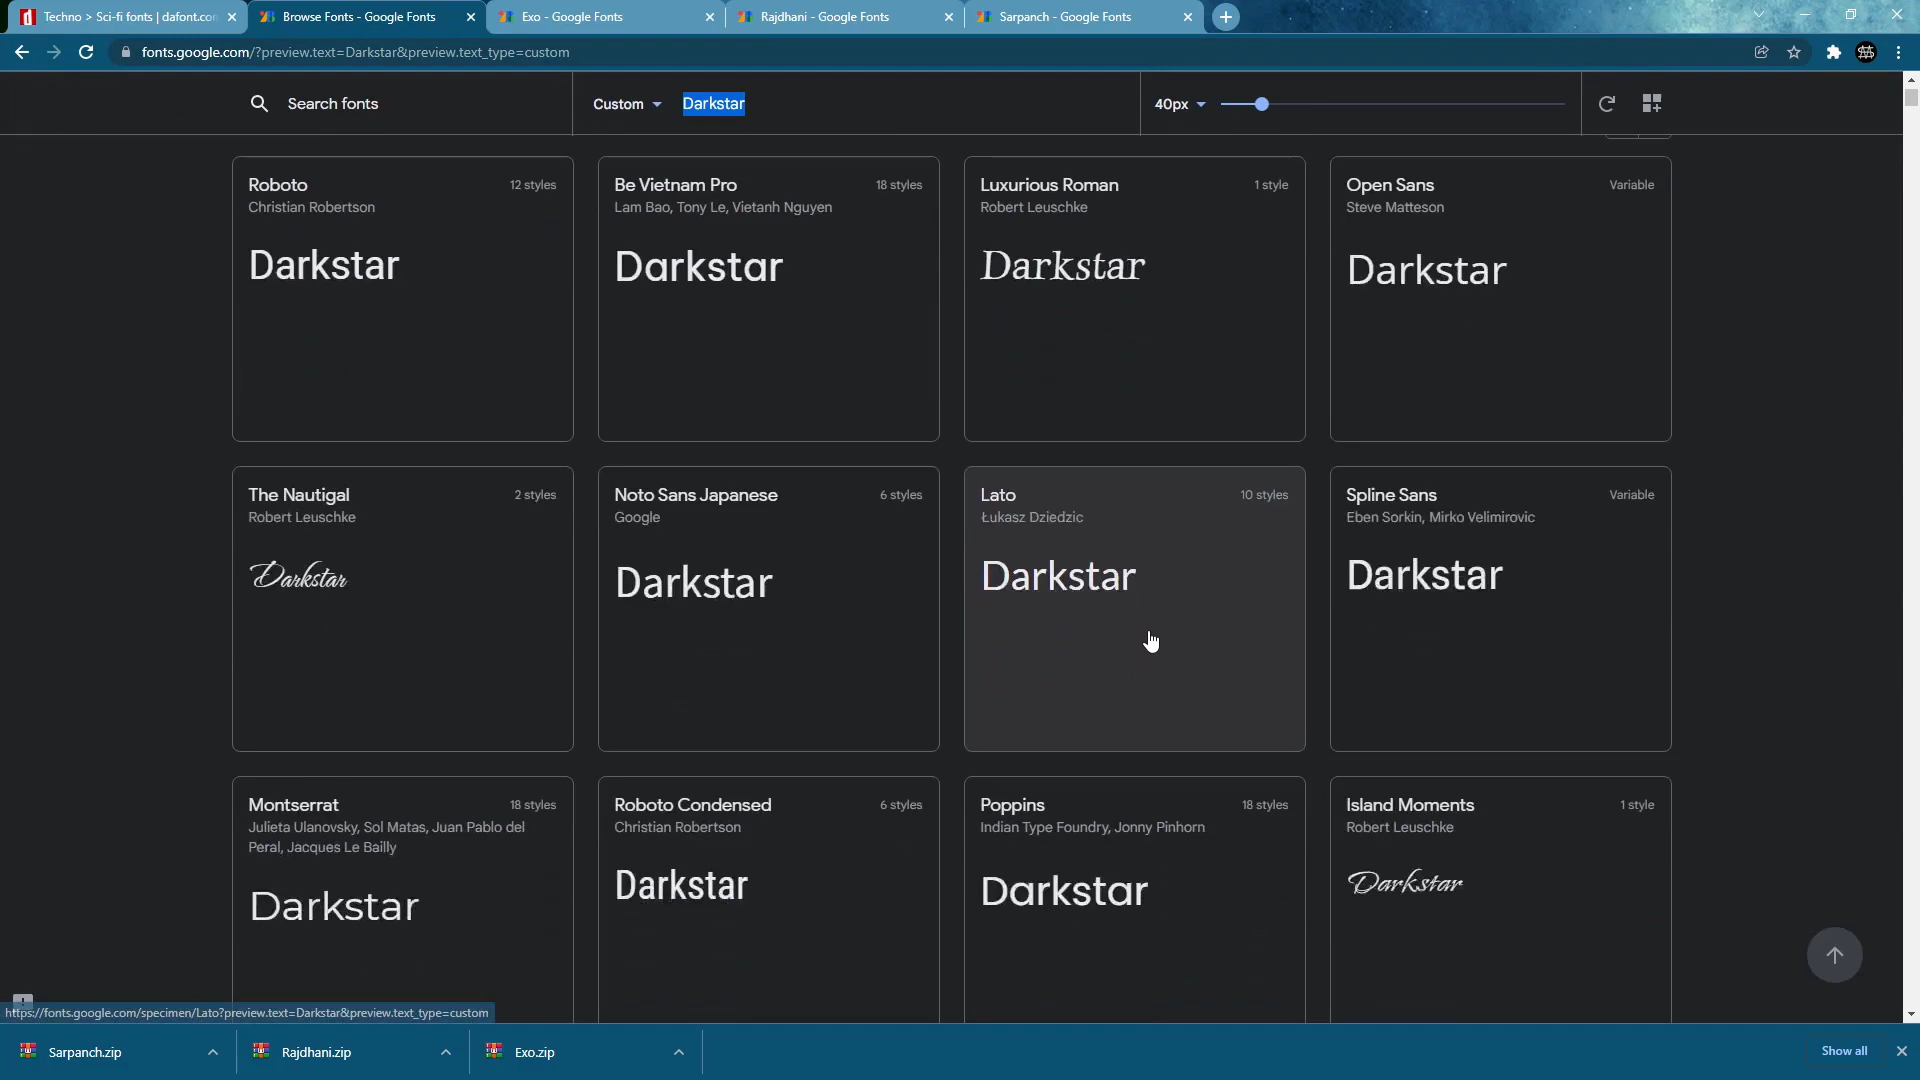 Techno > Sci-fi fonts | dafont.con
Browse Fonts - Google Fonts
Exo - Google Fonts
Rajdhani - Google Fonts
Sarpanch - Google Fonts
fonts.google.com/?preview.text=Darkstar&preview.text_type=custom
Search fonts
Custom
Darkstar
40px
Roboto
12 styles
Christian Robertson
Darkstar
Be Vietnam Pro
18 styles
Lam Bao, Tony Le, Vietanh Nguyen
Darkstar
Luxurious Roman
1 style
Robert Leuschke
Darkstar
Open Sans
Variable
Steve Matteson
Darkstar
The Nautigal
2 styles
Robert Leuschke
Darkstar
Noto Sans Japanese
6 styles
Google
Darkstar
Lato
10 styles
Łukasz Dziedzic
Darkstar
Spline Sans
Variable
Eben Sorkin, Mirko Velimirovic
Darkstar
Montserrat
18 styles
Julieta Ulanovsky, Sol Matas, Juan Pablo del
Peral, Jacques Le Bailly
Darkstar
Roboto Condensed
6 styles
Christian Robertson
Darkstar
Poppins
18 styles
Indian Type Foundry, Jonny Pinhorn
Darkstar
Island Moments
1 style
Robert Leuschke
Darkstar
https://fonts.google.com/specimen/Lato?preview.text=Darkstar&preview.text_type=custom
Sarpanch.zip
Rajdhani.zip
Exo.zip
Show all